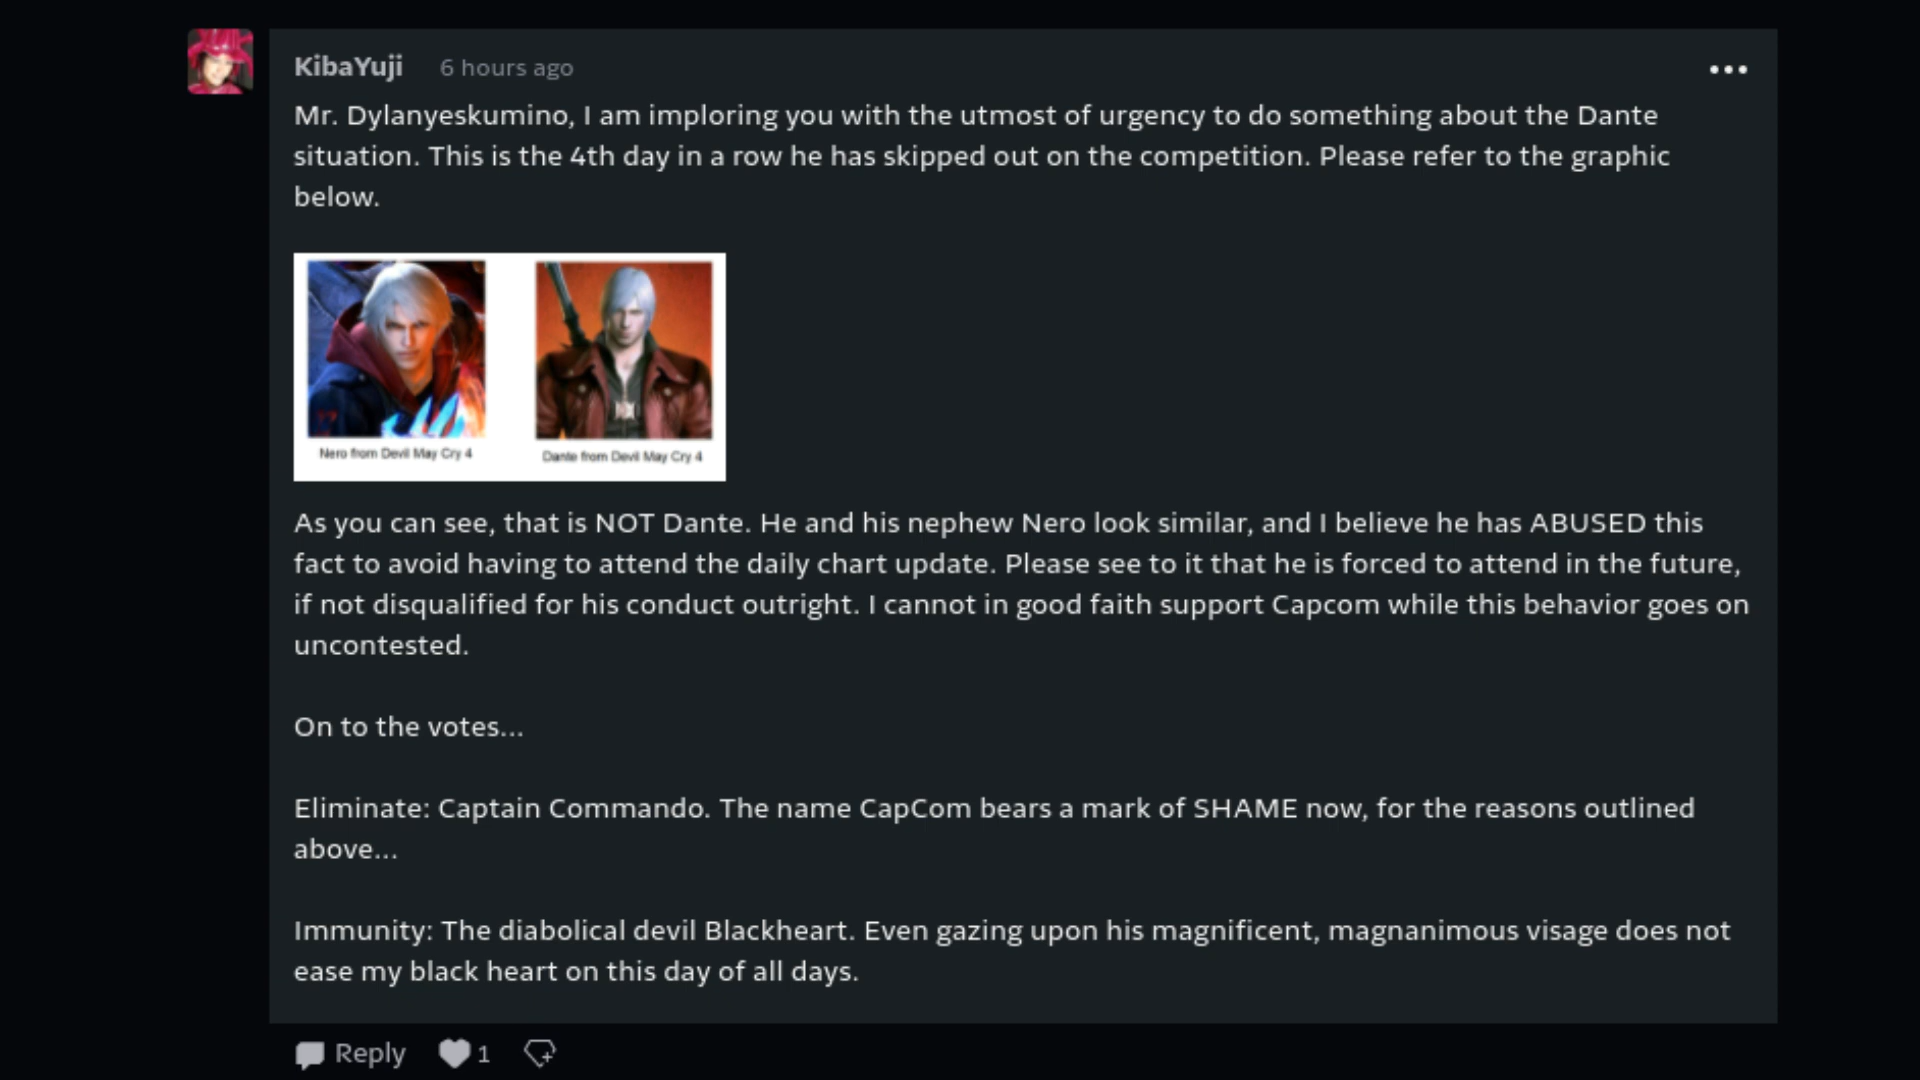 KibaYuji 6 hours ago
Mr. Dylanyeskumino, I am imploring you with the utmost of urgency to do something about the Dante
situation. This is the 4th day in a row he has skipped out on the competition. Please refer to the graphic
below.
Nero from Devil May Cry 4
Dante from Devil May Cry 4
As you can see, that is NOT Dante. He and his nephew Nero look similar, and I believe he has ABUSED this
fact to avoid having to attend the daily chart update. Please see to it that he is forced to attend in the future,
if not disqualified for his conduct outright. I cannot in good faith support Capcom while this behavior goes on
uncontested.
On to the votes...
Eliminate: Captain Commando. The name CapCom bears a mark of SHAME now, for the reasons outlined
above...
Immunity: The diabolical devil Blackheart. Even gazing upon his magnificent, magnanimous visage does not
ease my black heart on this day of all days.
Reply 1